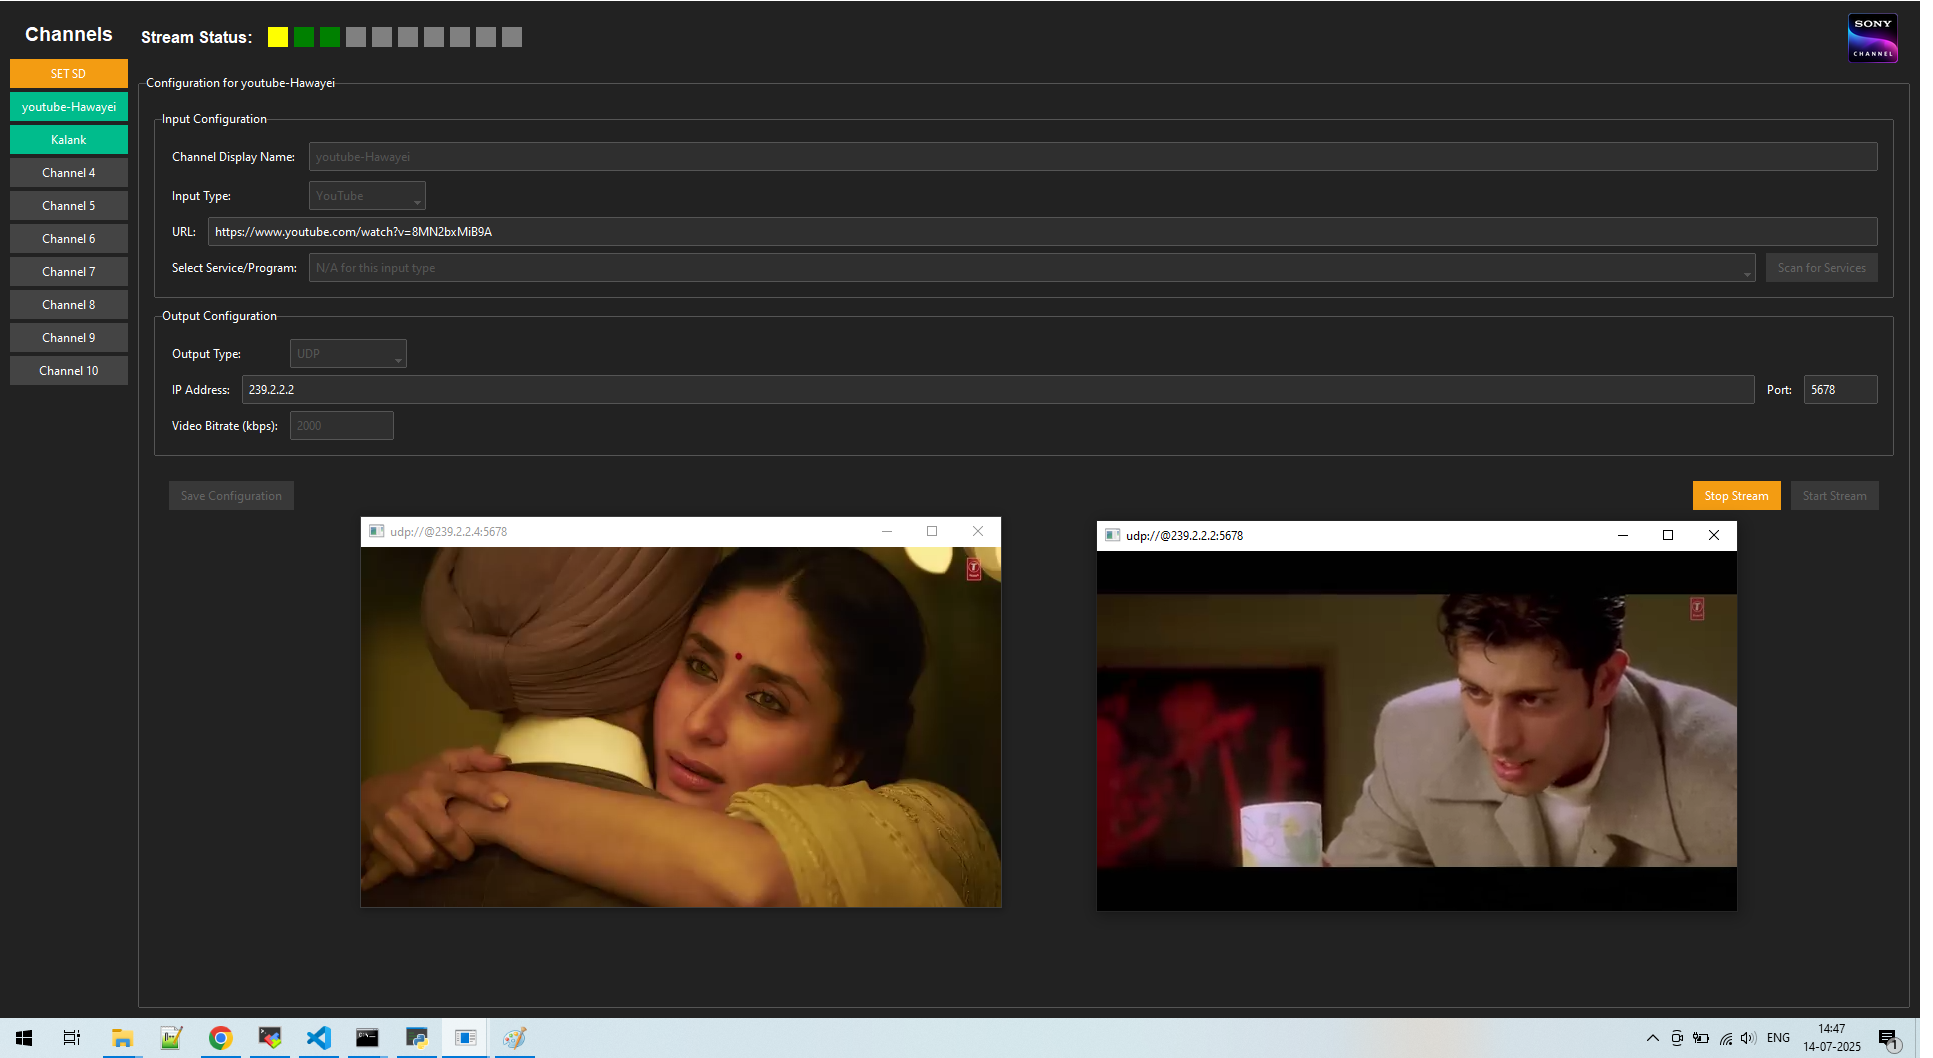 Channels
Stream Status:
SONY
CHANNEL
SET SD
youtube-Hawayei
Kalank
Channel 4
Channel 5
Channel 6
Channel 7
Channel 8
Channel 9
Channel 10
Configuration for youtube-Hawayei
Input Configuration
Channel Display Name: youtube-Hawayei
Input Type: YouTube
URL: https://www.youtube.com/watch?v=8MN2bxMiB9A
Select Service/Program: N/A for this input type Scan for Services
Output Configuration
Output Type: UDP
IP Address: 239.2.2.2 Port: 5678
Video Bitrate (kbps): 2000
Save Configuration Stop Stream Start Stream
udp://@239.2.2.4:5678
udp://@239.2.2.2:5678
ENG
14:47
14-07-2025
1